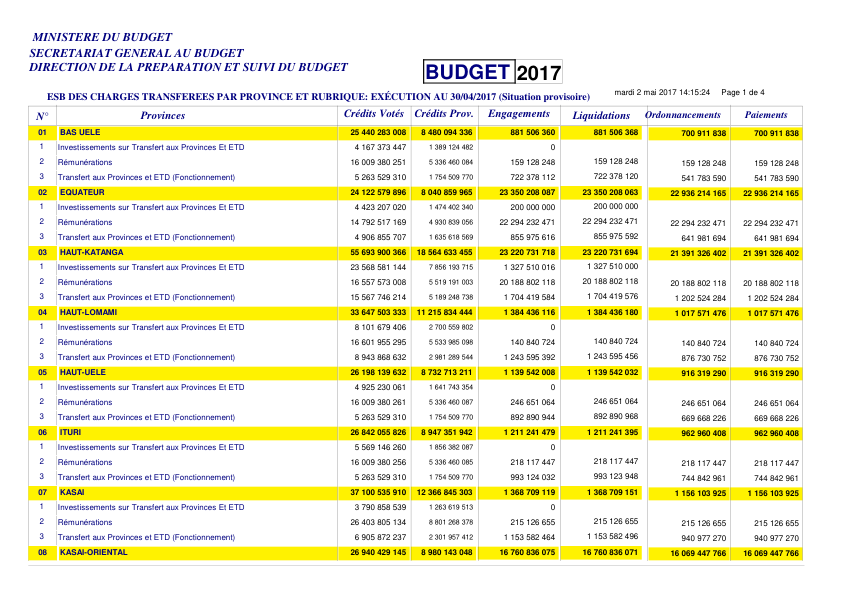 MINISTERE DU BUDGET
SECRETARIAT GENERAL AU BUDGET
DIRECTION DE LA PREPARATION ET SUIVI DU BUDGET
BUDGET 2017
mardi 2 mai 2017 14:15:24 Page 1 de 4
ESB DES CHARGES TRANSFEREES PAR PROVINCE ET RUBRIQUE: EXÉCUTION AU 30/04/2017 (Situation provisoire)
N° Provinces Crédits Votés Crédits Prov. Engagements Liquidations Ordonnancements Paiements
01 BAS UELE 25 440 283 008 8 480 094 336 881 506 360 881 506 368 700 911 838 700 911 838
1 Investissements sur Transfert aux Provinces Et ETD 4 167 373 447 1 389 124 482 0
2 Rémunérations 16 009 380 251 5 336 460 084 159 128 248 159 128 248 159 128 248 159 128 248
3 Transfert aux Provinces et ETD (Fonctionnement) 5 263 529 310 1 754 509 770 722 378 112 722 378 120 541 783 590 541 783 590
02 EQUATEUR 24 122 579 896 8 040 859 965 23 350 208 087 23 350 208 063 22 936 214 165 22 936 214 165
1 Investissements sur Transfert aux Provinces Et ETD 4 423 207 020 1 474 402 340 200 000 000 200 000 000
2 Rémunérations 14 792 517 169 4 930 839 056 22 294 232 471 22 294 232 471 22 294 232 471 22 294 232 471
3 Transfert aux Provinces et ETD (Fonctionnement) 4 906 855 707 1 635 618 569 855 975 616 855 975 592 641 981 694 641 981 694
03 HAUT-KATANGA 55 693 900 366 18 564 633 455 23 220 731 718 23 220 731 694 21 391 326 402 21 391 326 402
1 Investissements sur Transfert aux Provinces Et ETD 23 568 581 144 7 856 193 715 1 327 510 016 1 327 510 000
2 Rémunérations 16 557 573 008 5 519 191 003 20 188 802 118 20 188 802 118 20 188 802 118 20 188 802 118
3 Transfert aux Provinces et ETD (Fonctionnement) 15 567 746 214 5 189 248 738 1 704 419 584 1 704 419 576 1 202 524 284 1 202 524 284
04 HAUT-LOMAMI 33 647 503 333 11 215 834 444 1 384 436 116 1 384 436 180 1 017 571 476 1 017 571 476
1 Investissements sur Transfert aux Provinces Et ETD 8 101 679 406 2 700 559 802 0
2 Rémunérations 16 601 955 295 5 533 985 098 140 840 724 140 840 724 140 840 724 140 840 724
3 Transfert aux Provinces et ETD (Fonctionnement) 8 943 868 632 2 981 289 544 1 243 595 392 1 243 595 456 876 730 752 876 730 752
05 HAUT-UELE 26 198 139 632 8 732 713 211 1 139 542 008 1 139 542 032 916 319 290 916 319 290
1 Investissements sur Transfert aux Provinces Et ETD 4 925 230 061 1 641 743 354 0
2 Rémunérations 16 009 380 261 5 336 460 087 246 651 064 246 651 064 246 651 064 246 651 064
3 Transfert aux Provinces et ETD (Fonctionnement) 5 263 529 310 1 754 509 770 892 890 944 892 890 968 669 668 226 669 668 226
06 ITURI 26 842 055 826 8 947 351 942 1 211 241 479 1 211 241 395 962 960 408 962 960 408
1 Investissements sur Transfert aux Provinces Et ETD 5 569 146 260 1 856 382 087 0
2 Rémunérations 16 009 380 256 5 336 460 085 218 117 447 218 117 447 218 117 447 218 117 447
3 Transfert aux Provinces et ETD (Fonctionnement) 5 263 529 310 1 754 509 770 993 124 032 993 123 948 744 842 961 744 842 961
07 KASAI 37 100 535 910 12 366 845 303 1 368 709 119 1 368 709 151 1 156 103 925 1 156 103 925
1 Investissements sur Transfert aux Provinces Et ETD 3 790 858 539 1 263 619 513 0
2 Rémunérations 26 403 805 134 8 801 268 378 215 126 655 215 126 655 215 126 655 215 126 655
3 Transfert aux Provinces et ETD (Fonctionnement) 6 905 872 237 2 301 957 412 1 153 582 464 1 153 582 496 940 977 270 940 977 270
08 KASAI-ORIENTAL 26 940 429 145 8 980 143 048 16 760 836 075 16 760 836 071 16 069 447 766 16 069 447 766